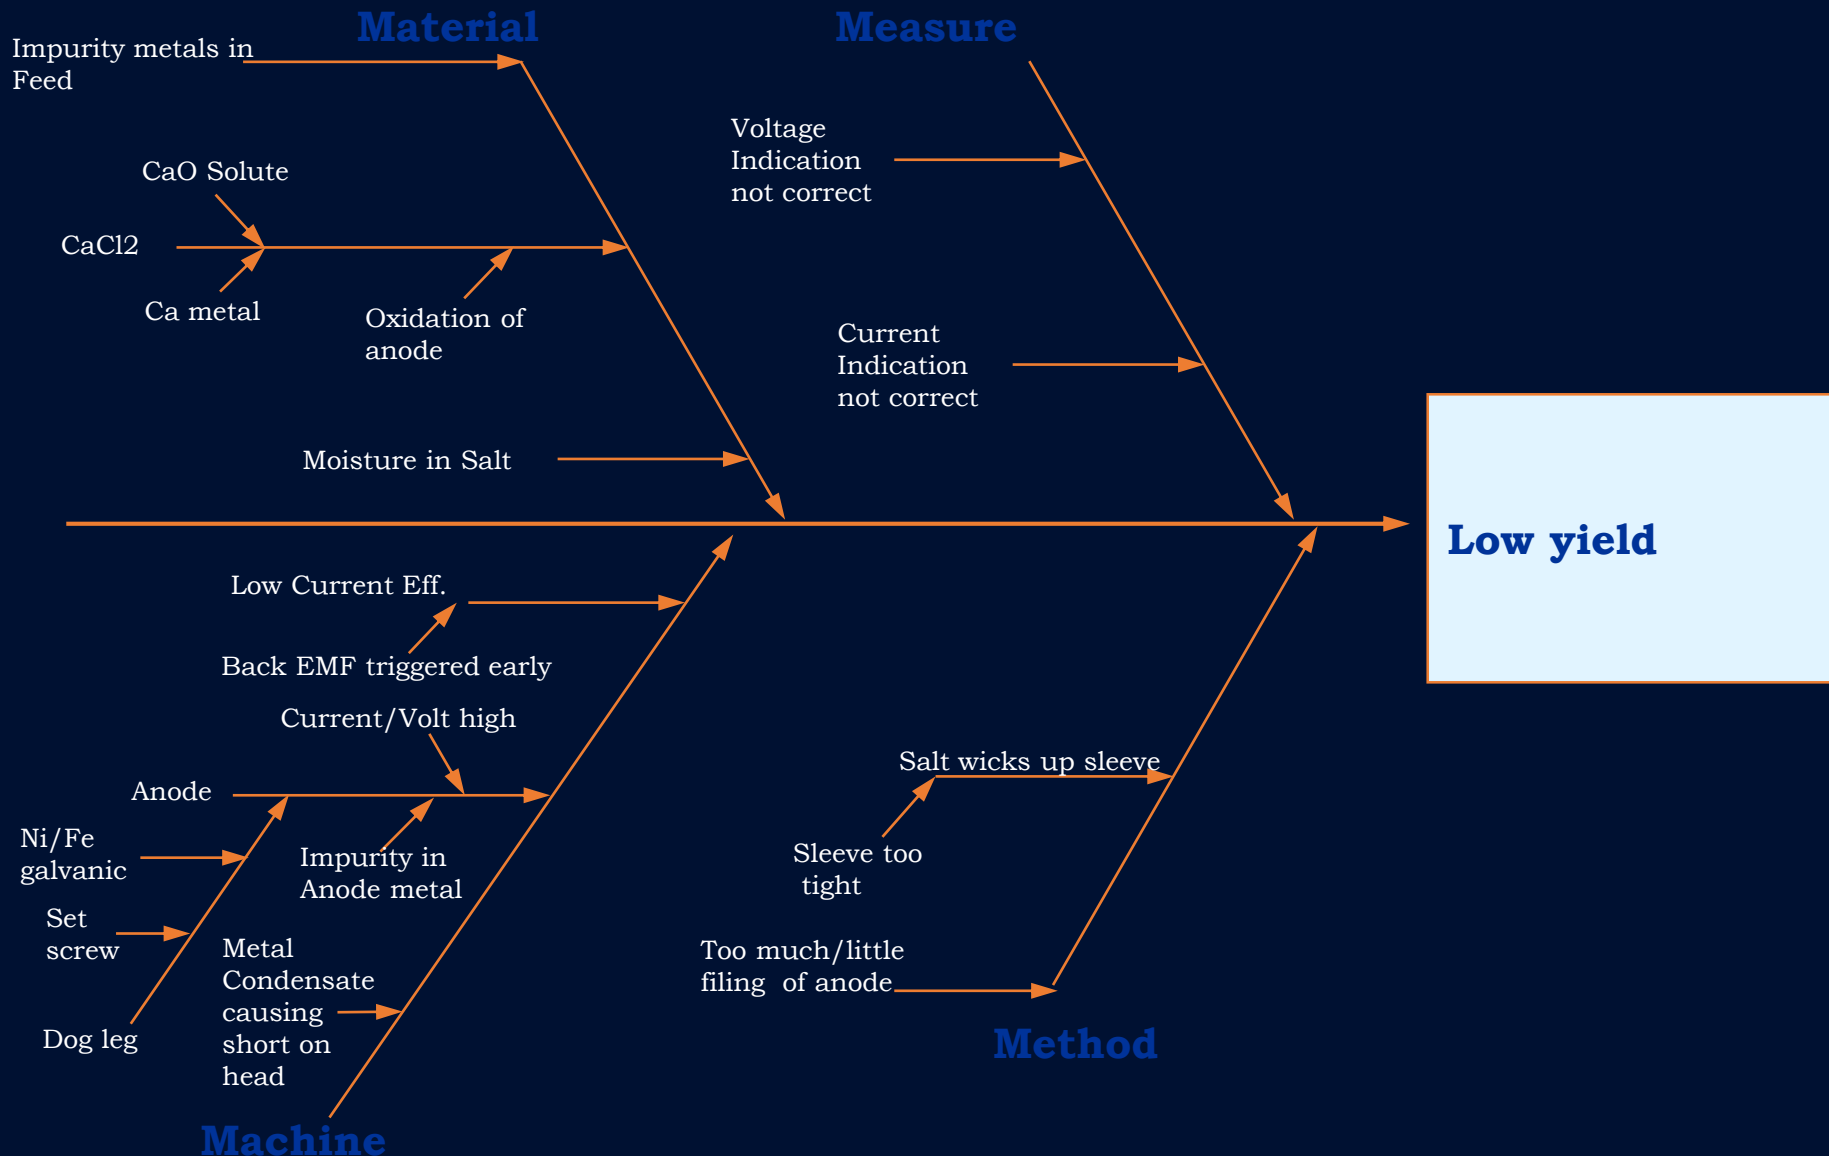 Material
Measure
Impurity metals in
Feed
Voltage
Indication
not correct
CaO Solute
CaCl2
Ca metal
Oxidation of
anode
Current
Indication
not correct
Moisture in Salt
Low yield
Low Current Eff.
Back EMF triggered early
Current/Volt high
Salt wicks up sleeve
Anode
Ni/Fe
galvanic
Impurity in
Anode metal
Sleeve too
tight
Set
screw
Metal
Condensate
causing
short on
head
Too much/little
filing  of anode
Dog leg
Method
Machine